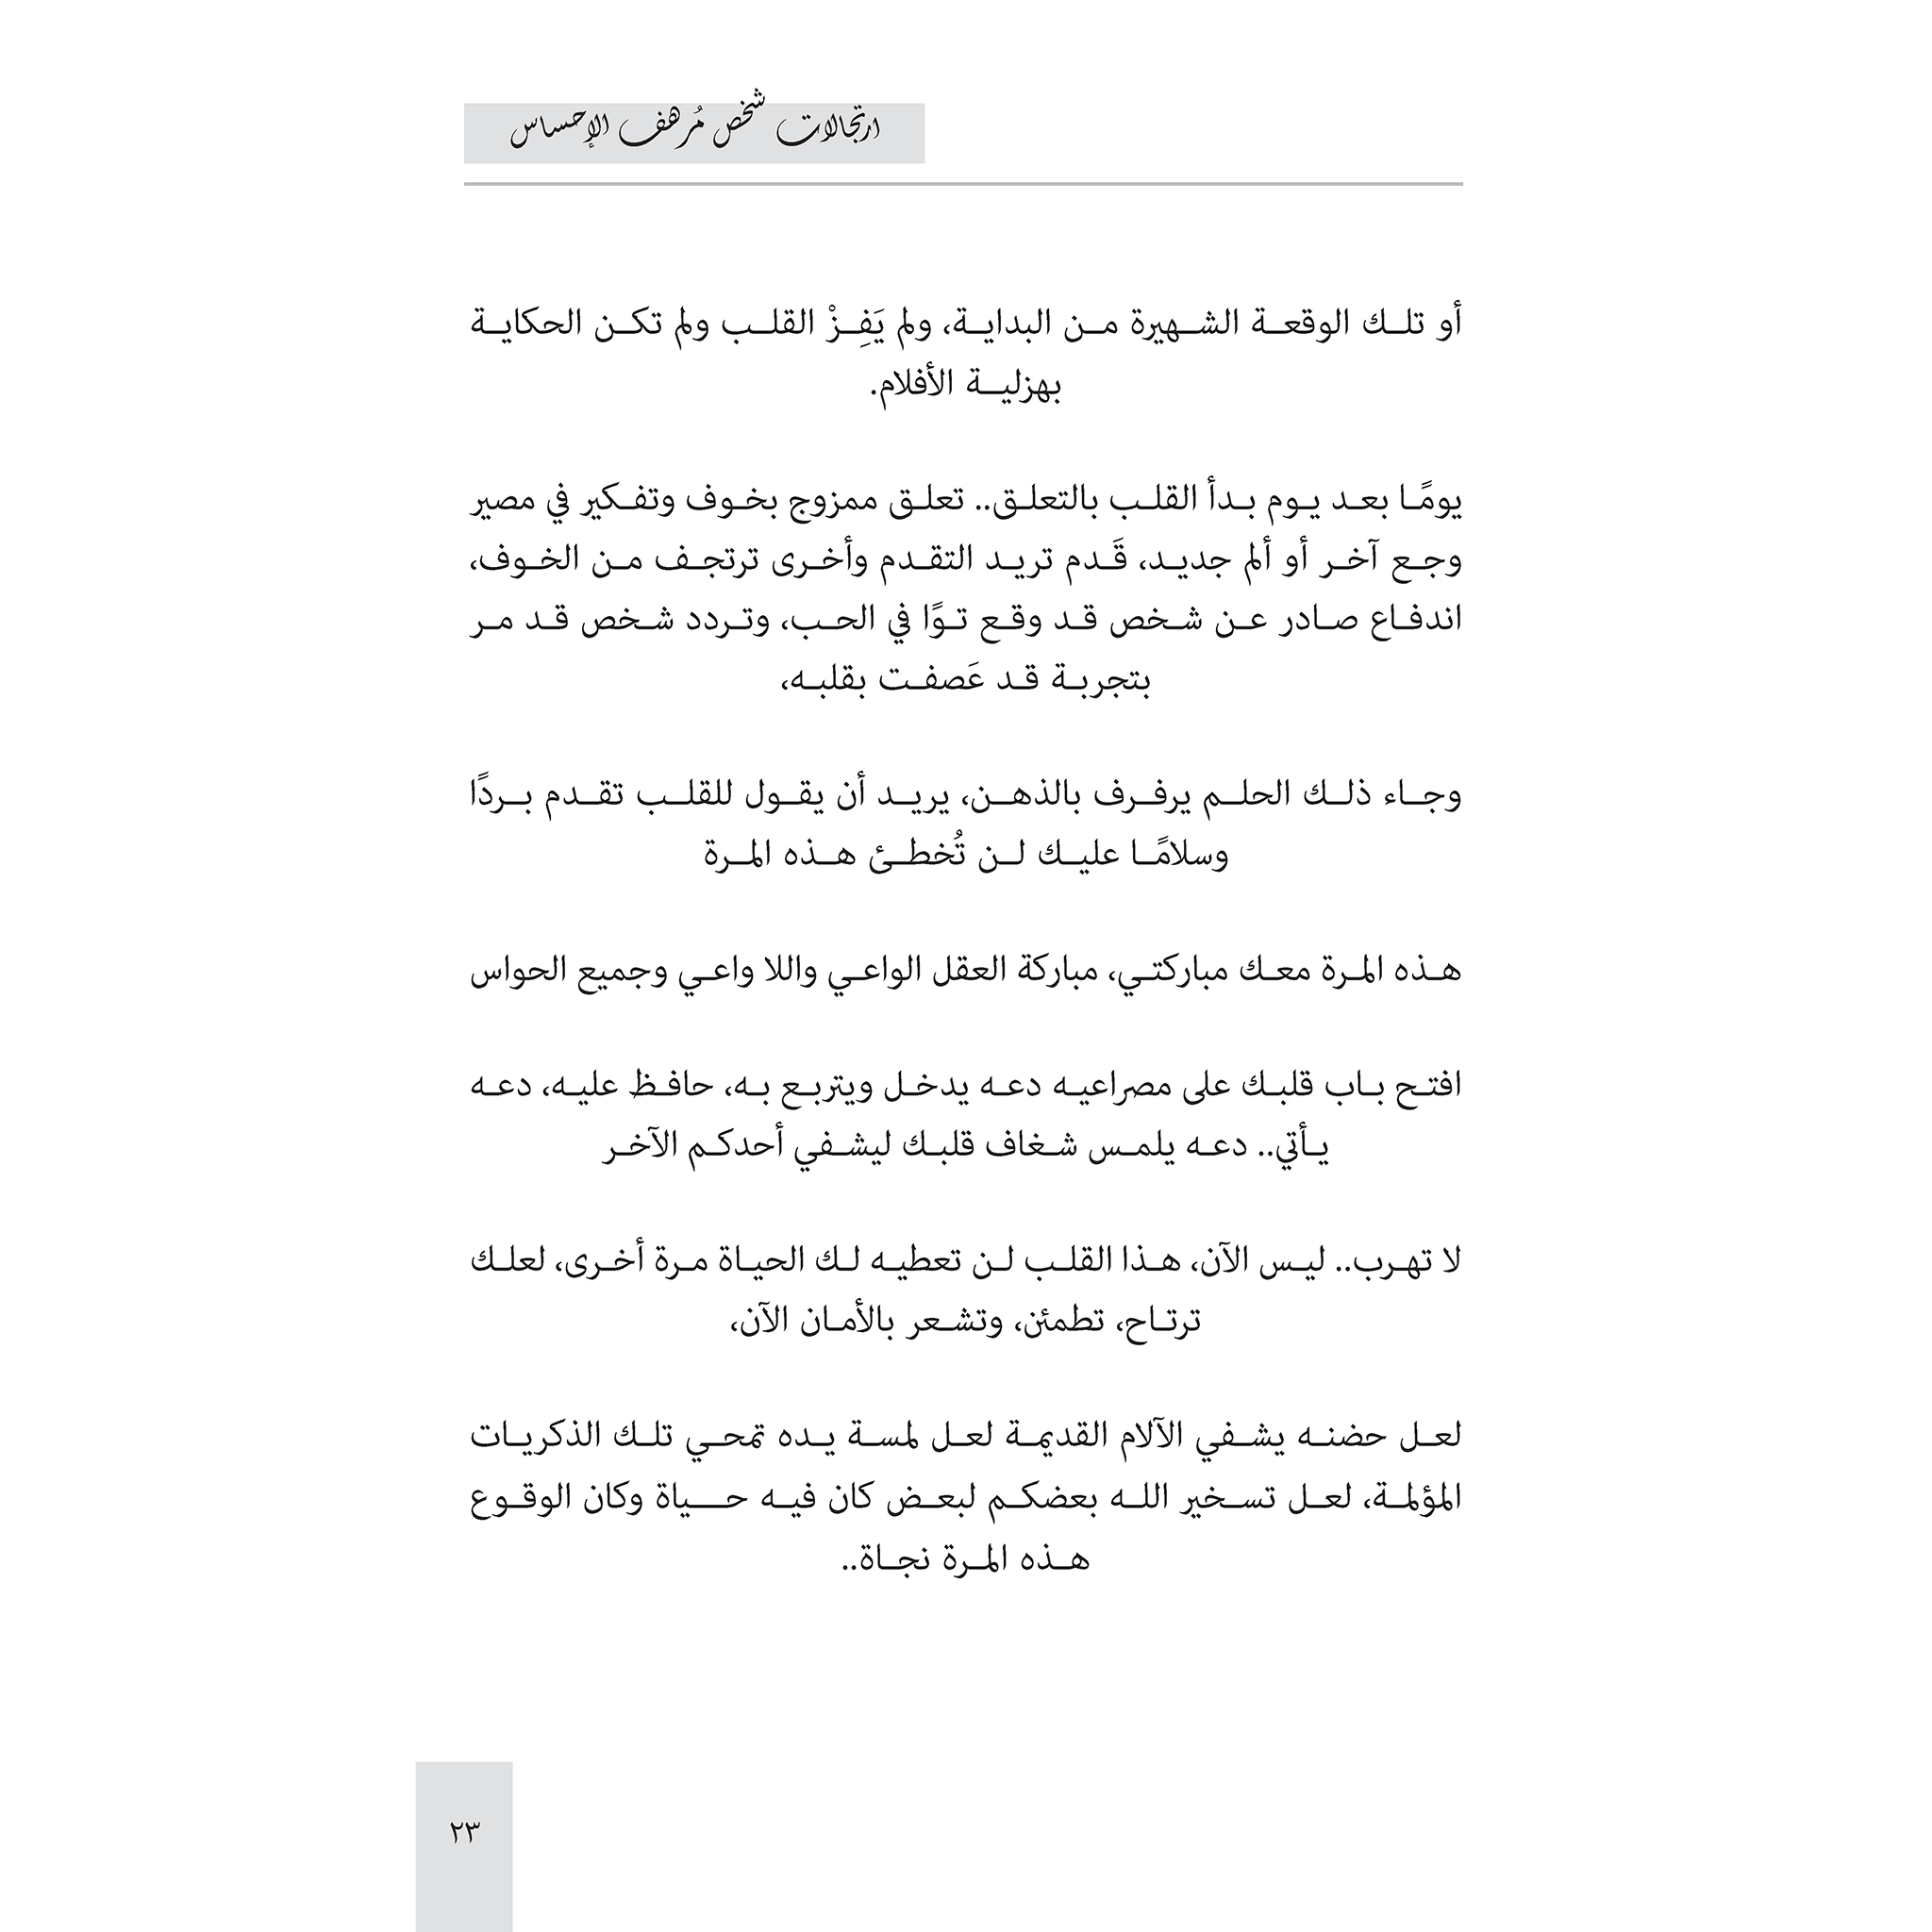 ارتجالات شخص مُرهف الإحساس
أو تلك الوقعة الشهيرة من البداية، ولم يَفِزْ القلب ولم تكن الحكاية
بهزلية الأفلام.
يومًا بعد يوم بدأ القلب بالتعلق.. تعلق ممزوج بخوف وتفكير في مصير
وجع آخر أو ألم جديد، قَدم تريد التقدم وأخرى ترتجف من الخوف،
اندفاع صادر عن شخص قد وقع توًا في الحب، وتردد شخص قد مر
بتجربة قد عَصفت بقلبه،
وجاء ذلك الحلم يرفرف بالذهن، يريد أن يقول للقلب تقدم بردًا
وسلامًا عليك لن تُخطئ هذه المرة
هذه المرة معك مباركتي، مباركة العقل الواعي واللا واعي وجميع الحواس
افتح باب قلبك على مصراعيه دعه يدخل ويتربع به، حافظ عليه، دعه
يأتي.. دعه يلمس شغاف قلبك ليشفي أحدكم الآخر
لا تهرب.. ليس الآن، هذا القلب لن تعطيه لك الحياة مرة أخرى، لعلك
ترتاح، تطمئن، وتشعر بالأمان الآن،
لعل حضنه يشفي الآلام القديمة لعل لمسة يده تمحي تلك الذكريات
المؤلمة، لعل تسخير الله بعضكم لبعض كان فيه حـــياة وكان الوقوع
هذه المرة نجاة..
٢٣